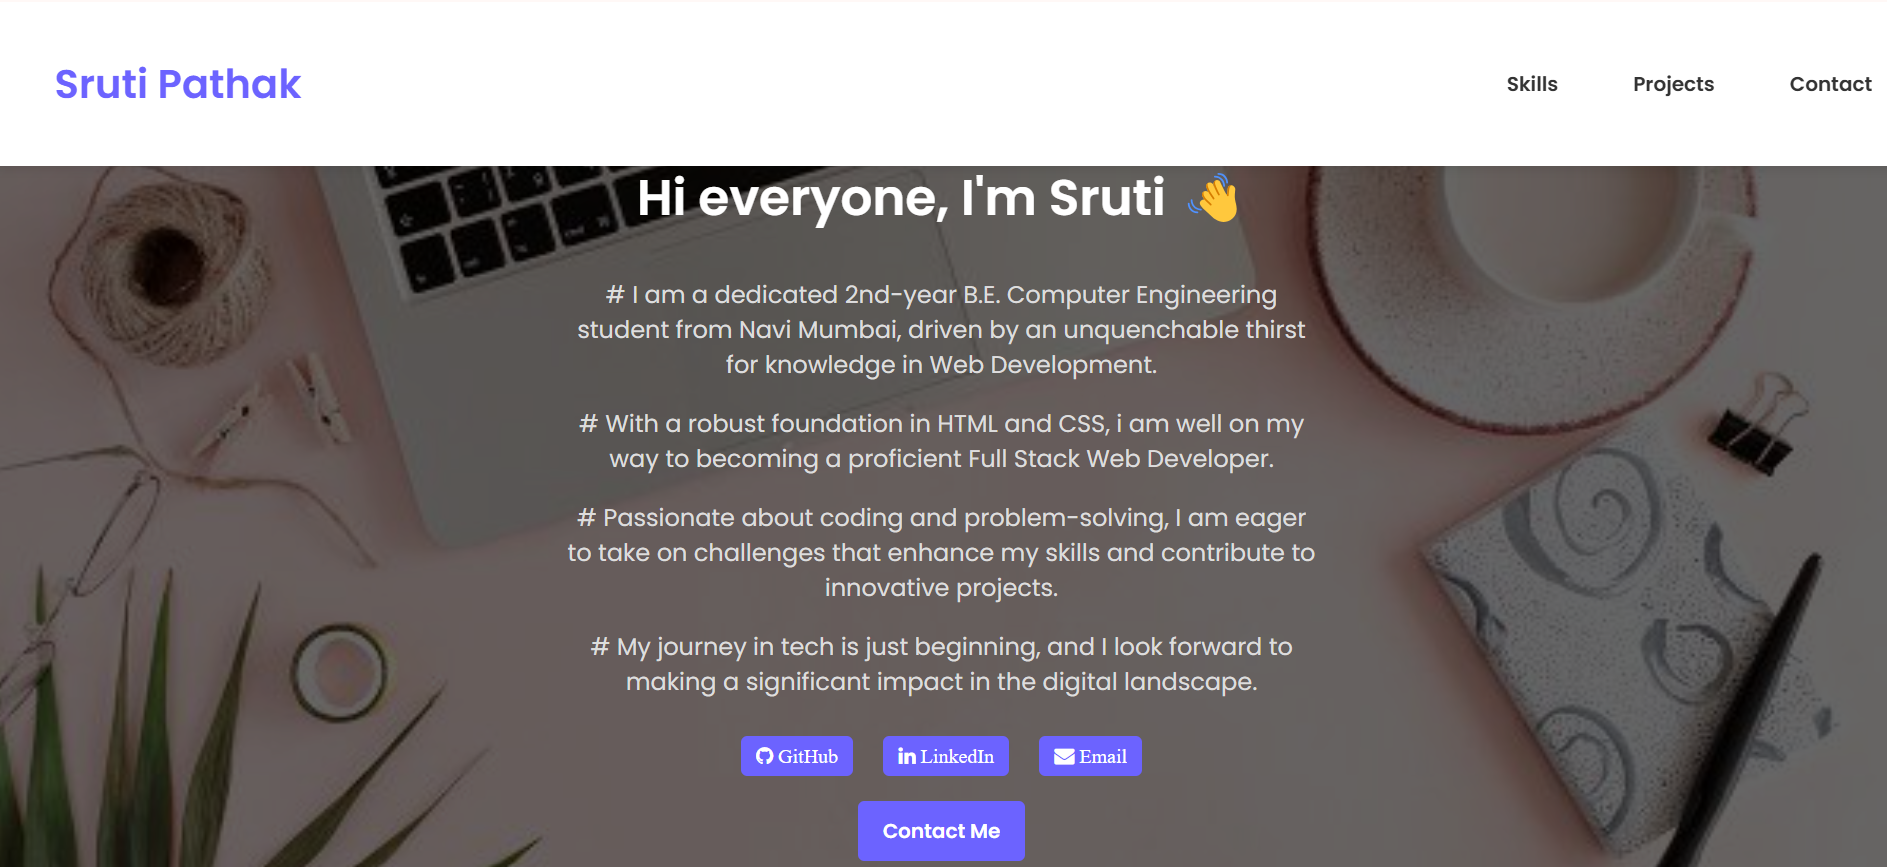 Sruti Pathak
Skills Projects Contact
Hi everyone, I'm Sruti 👋
# I am a dedicated 2nd-year B.E. Computer Engineering
student from Navi Mumbai, driven by an unquenchable thirst
for knowledge in Web Development.
# With a robust foundation in HTML and CSS, i am well on my
way to becoming a proficient Full Stack Web Developer.
# Passionate about coding and problem-solving, I am eager
to take on challenges that enhance my skills and contribute to
innovative projects.
# My journey in tech is just beginning, and I look forward to
making a significant impact in the digital landscape.
GitHub LinkedIn Email
Contact Me